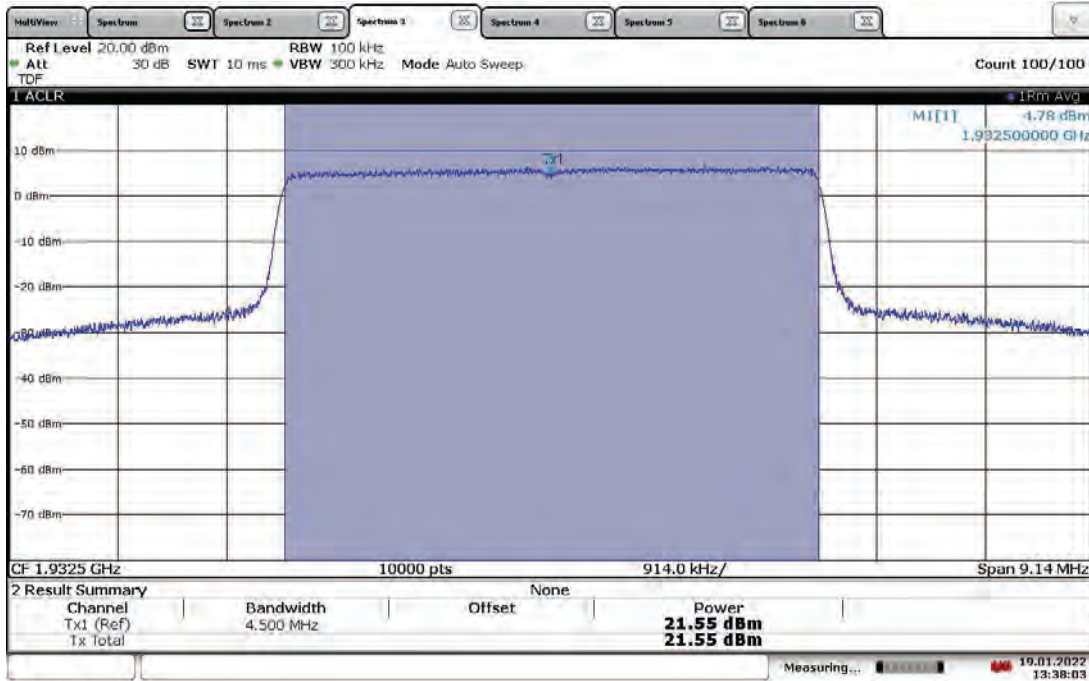 MultiView Spectrum Spectrum 2 Spectrum 3 Spectrum 4 Spectrum 5 Spectrum 6
Ref Level 20.00 dBm RBW 100 kHz
Att 30 dB SWT 10 ms VBW 300 kHz Mode Auto Sweep Count 100/100
TDF
1 ACLR 1Rm Avg
M1[1] 4.78 dBm
1.932500000 GHz
10 dBm
Tx1
0 dBm
-10 dBm
-20 dBm
-30 dBm
-40 dBm
-50 dBm
-60 dBm
-70 dBm
CF 1.9325 GHz 10000 pts 914.0 kHz/ Span 9.14 MHz
2 Result Summary None
Channel Bandwidth Offset Power
Tx1 (Ref) 4.500 MHz 21.55 dBm
Tx Total 21.55 dBm
Measuring... 19.01.2022
13:38:03